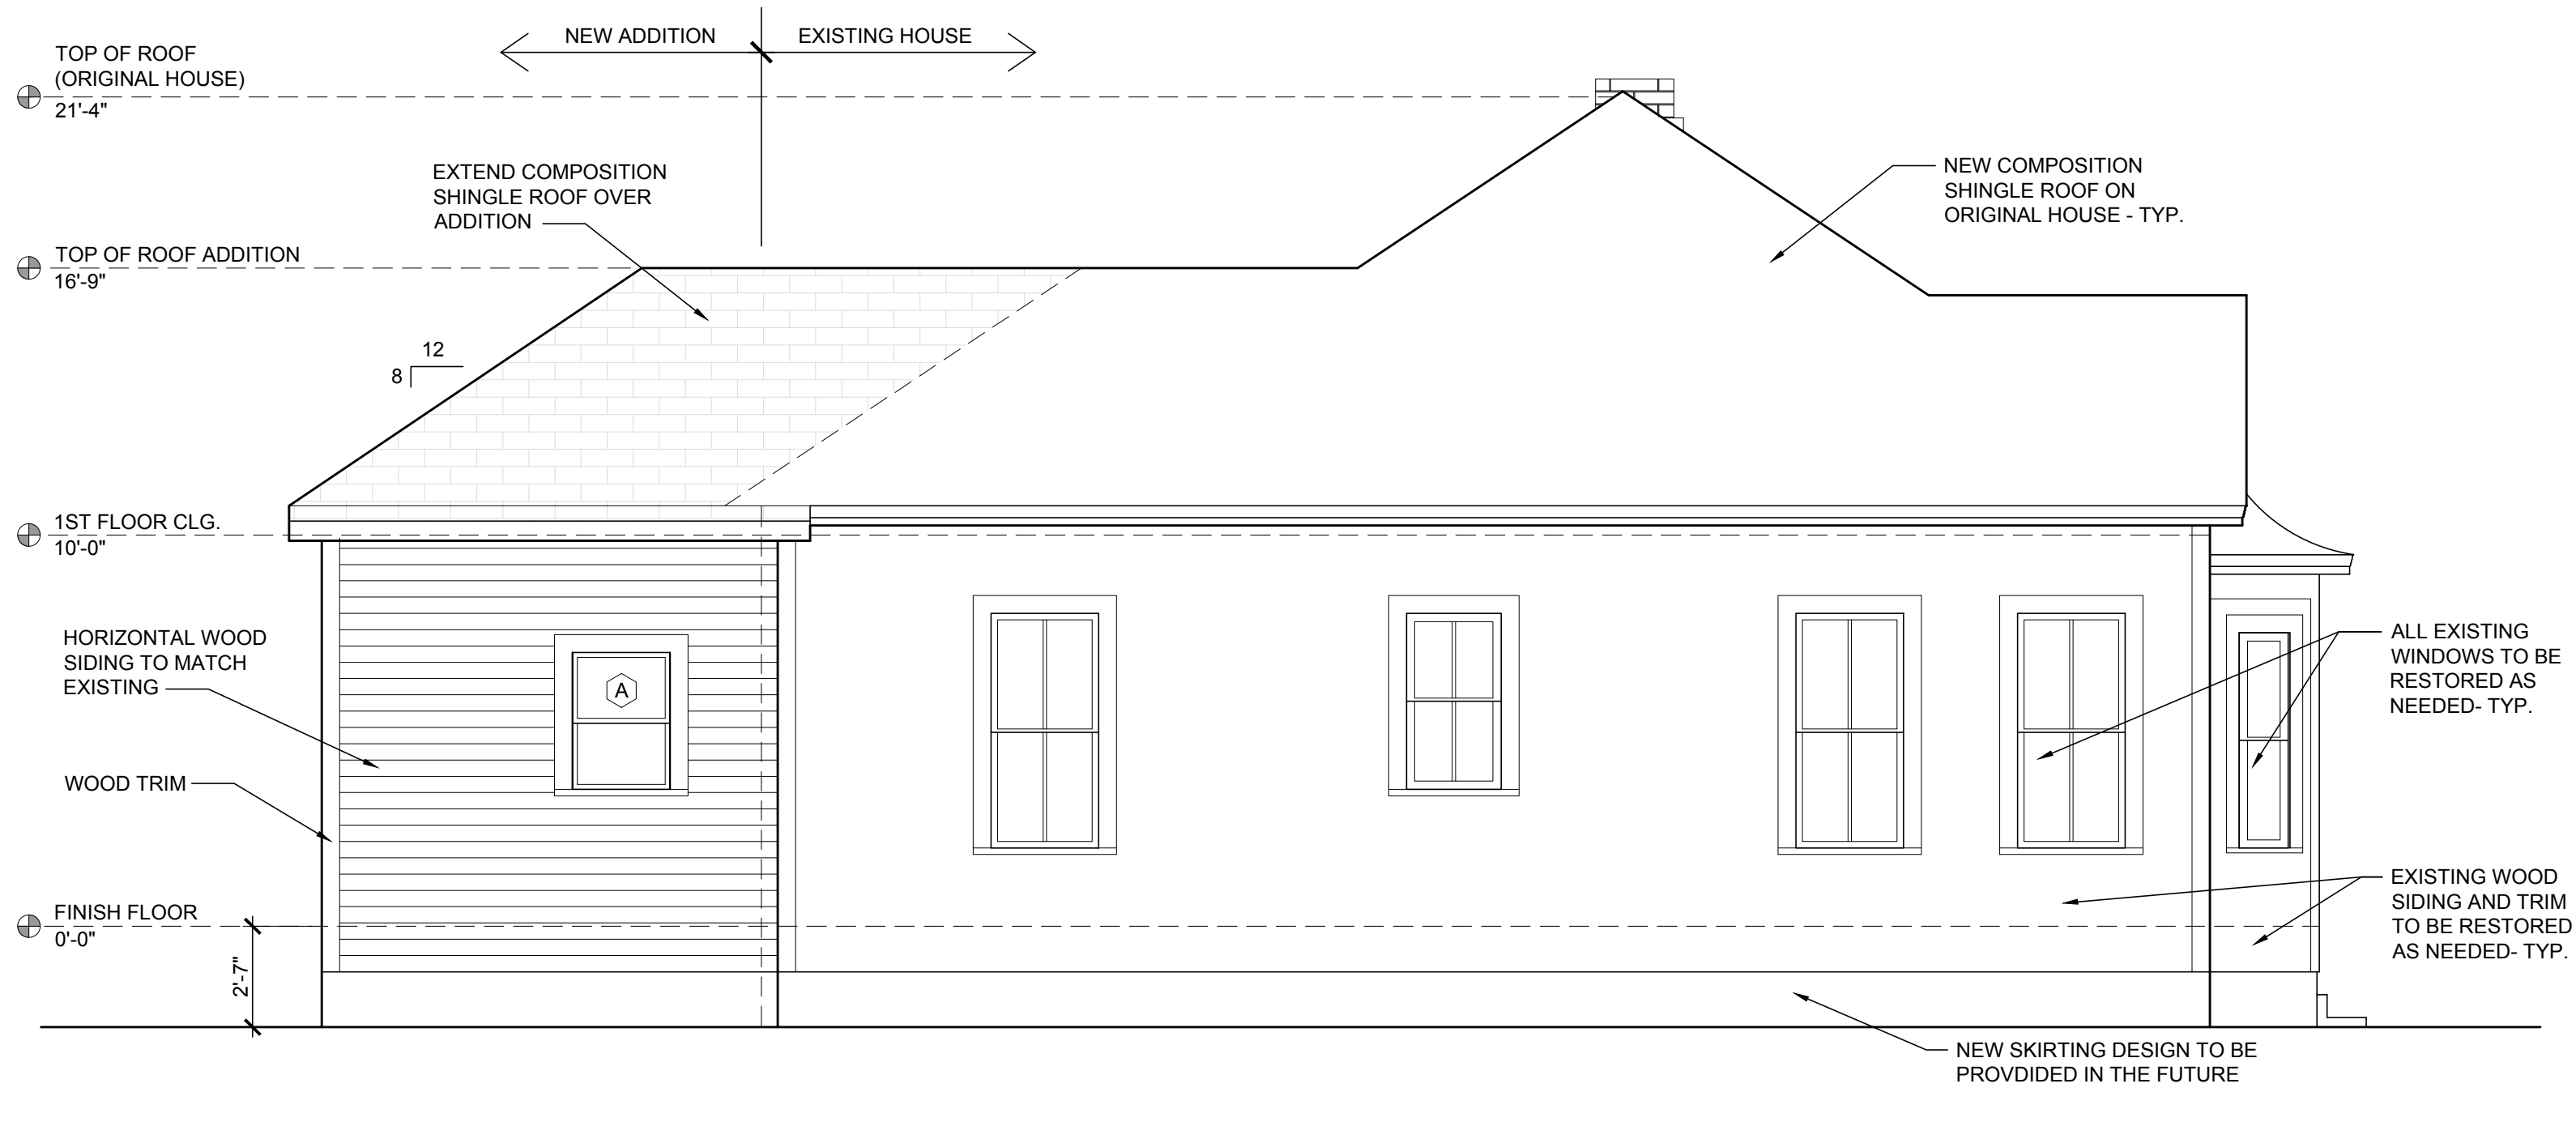 NEW ADDITION
EXISTING HOUSE
TOP OF ROOF
(ORIGINAL HOUSE)
21'-4"
EXTEND COMPOSITION
SHINGLE ROOF OVER
ADDITION
NEW COMPOSITION
SHINGLE ROOF ON
ORIGINAL HOUSE - TYP.
TOP OF ROOF ADDITION
16'-9"
12
8
1ST FLOOR CLG.
10'-0"
HORIZONTAL WOOD
SIDING TO MATCH
EXISTING
A
ALL EXISTING
WINDOWS TO BE
RESTORED AS
NEEDED- TYP.
WOOD TRIM
FINISH FLOOR
0'-0"
EXISTING WOOD
SIDING AND TRIM
TO BE RESTORED
AS NEEDED- TYP.
2'-7"
NEW SKIRTING DESIGN TO BE
PROVDIDED IN THE FUTURE